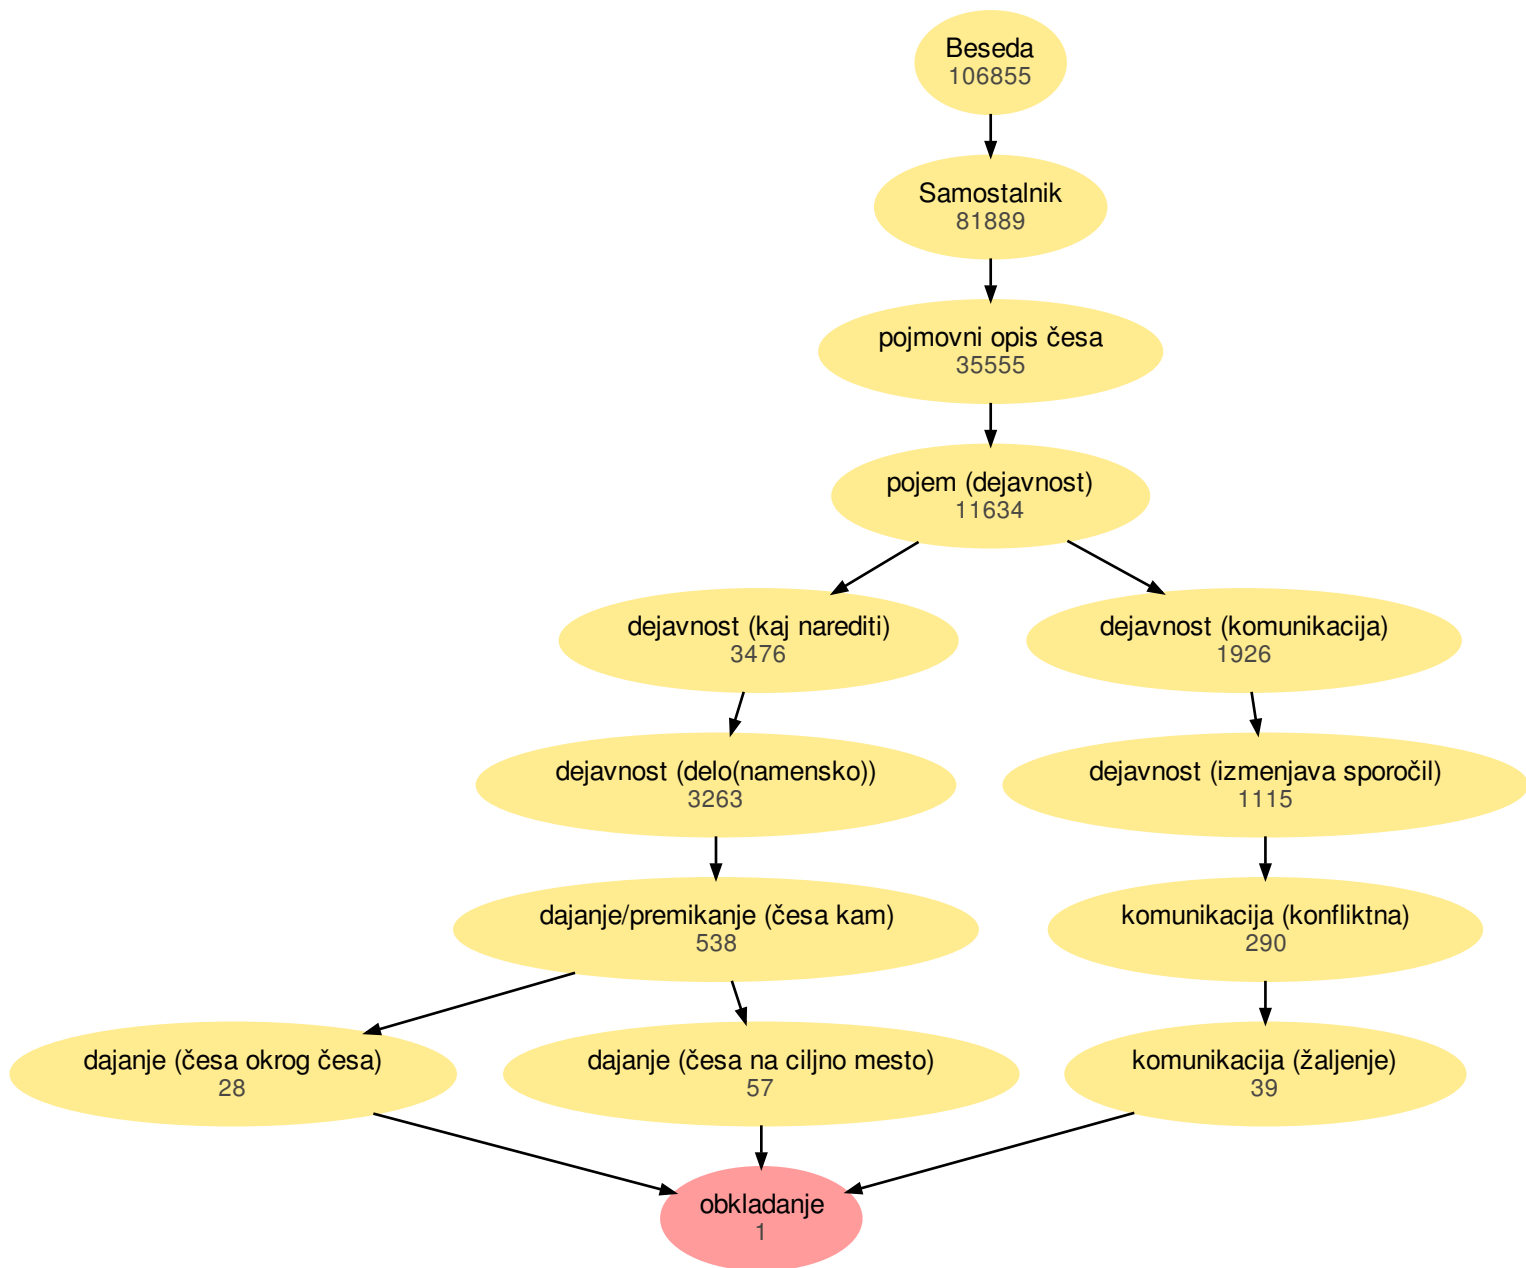 Beseda
106855
Samostalnik
81889
pojmovni opis česa
35555
pojem (dejavnost)
11634
dejavnost (kaj narediti)
3476
dejavnost (komunikacija)
1926
dejavnost (delo(namensko))
3263
dejavnost (izmenjava sporočil)
1115
dajanje/premikanje (česa kam)
538
komunikacija (konfliktna)
290
dajanje (česa okrog česa)
28
dajanje (česa na ciljno mesto)
57
komunikacija (žaljenje)
39
obkladanje
1